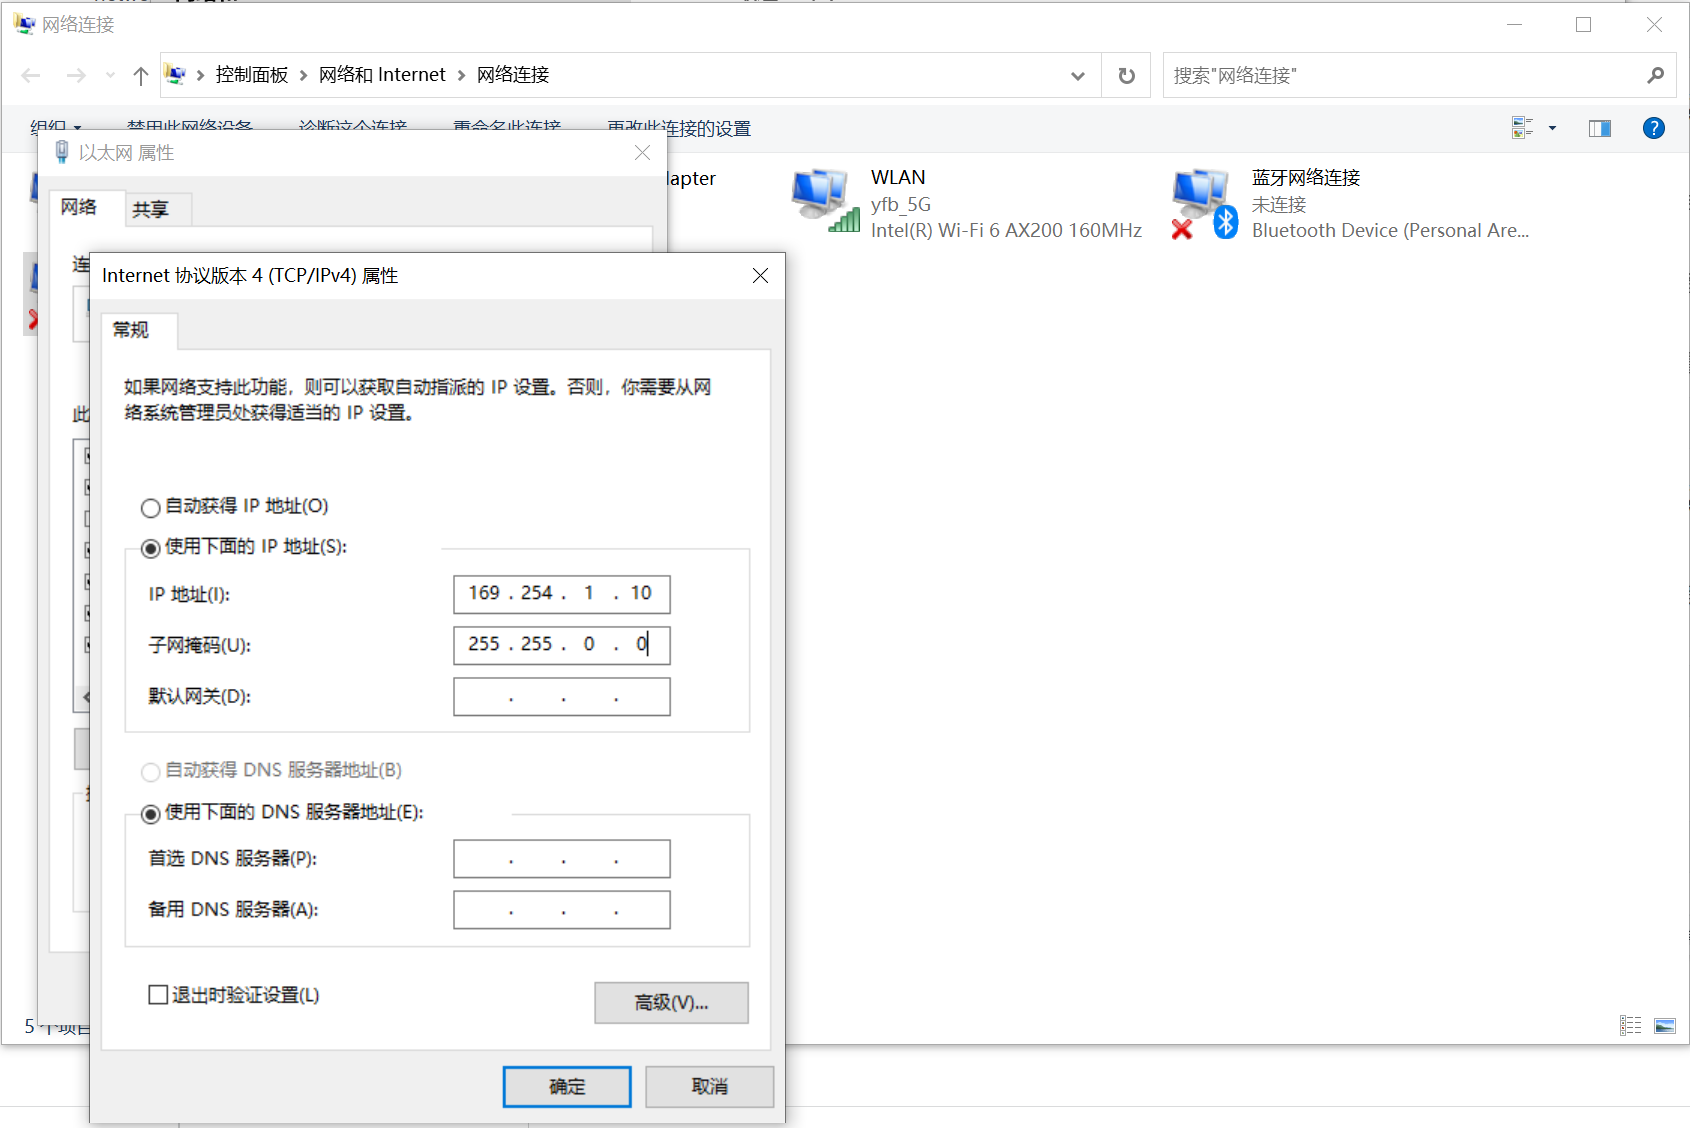 网络连接
控制面板 > 网络和 Internet > 网络连接
搜索"网络连接"
组织 禁用此网络设备 诊断这个连接 重命名此连接 更改此连接的设置
以太网 属性
网络 共享
lapter
WLAN
yfb_5G
Intel(R) Wi-Fi 6 AX200 160MHz
蓝牙网络连接
未连接
Bluetooth Device (Personal Are...
连
此
Internet 协议版本 4 (TCP/IPv4) 属性
常规
如果网络支持此功能，则可以获取自动指派的 IP 设置。否则，你需要从网
络系统管理员处获得适当的 IP 设置。
自动获得 IP 地址(O)
使用下面的 IP 地址(S):
IP 地址(I): 169 . 254 . 1 . 10
子网掩码(U): 255 . 255 . 0 . 0
默认网关(D): . . .
自动获得 DNS 服务器地址(B)
使用下面的 DNS 服务器地址(E):
首选 DNS 服务器(P): . . .
备用 DNS 服务器(A): . . .
退出时验证设置(L)
高级(V)...
确定 取消
5 个项目